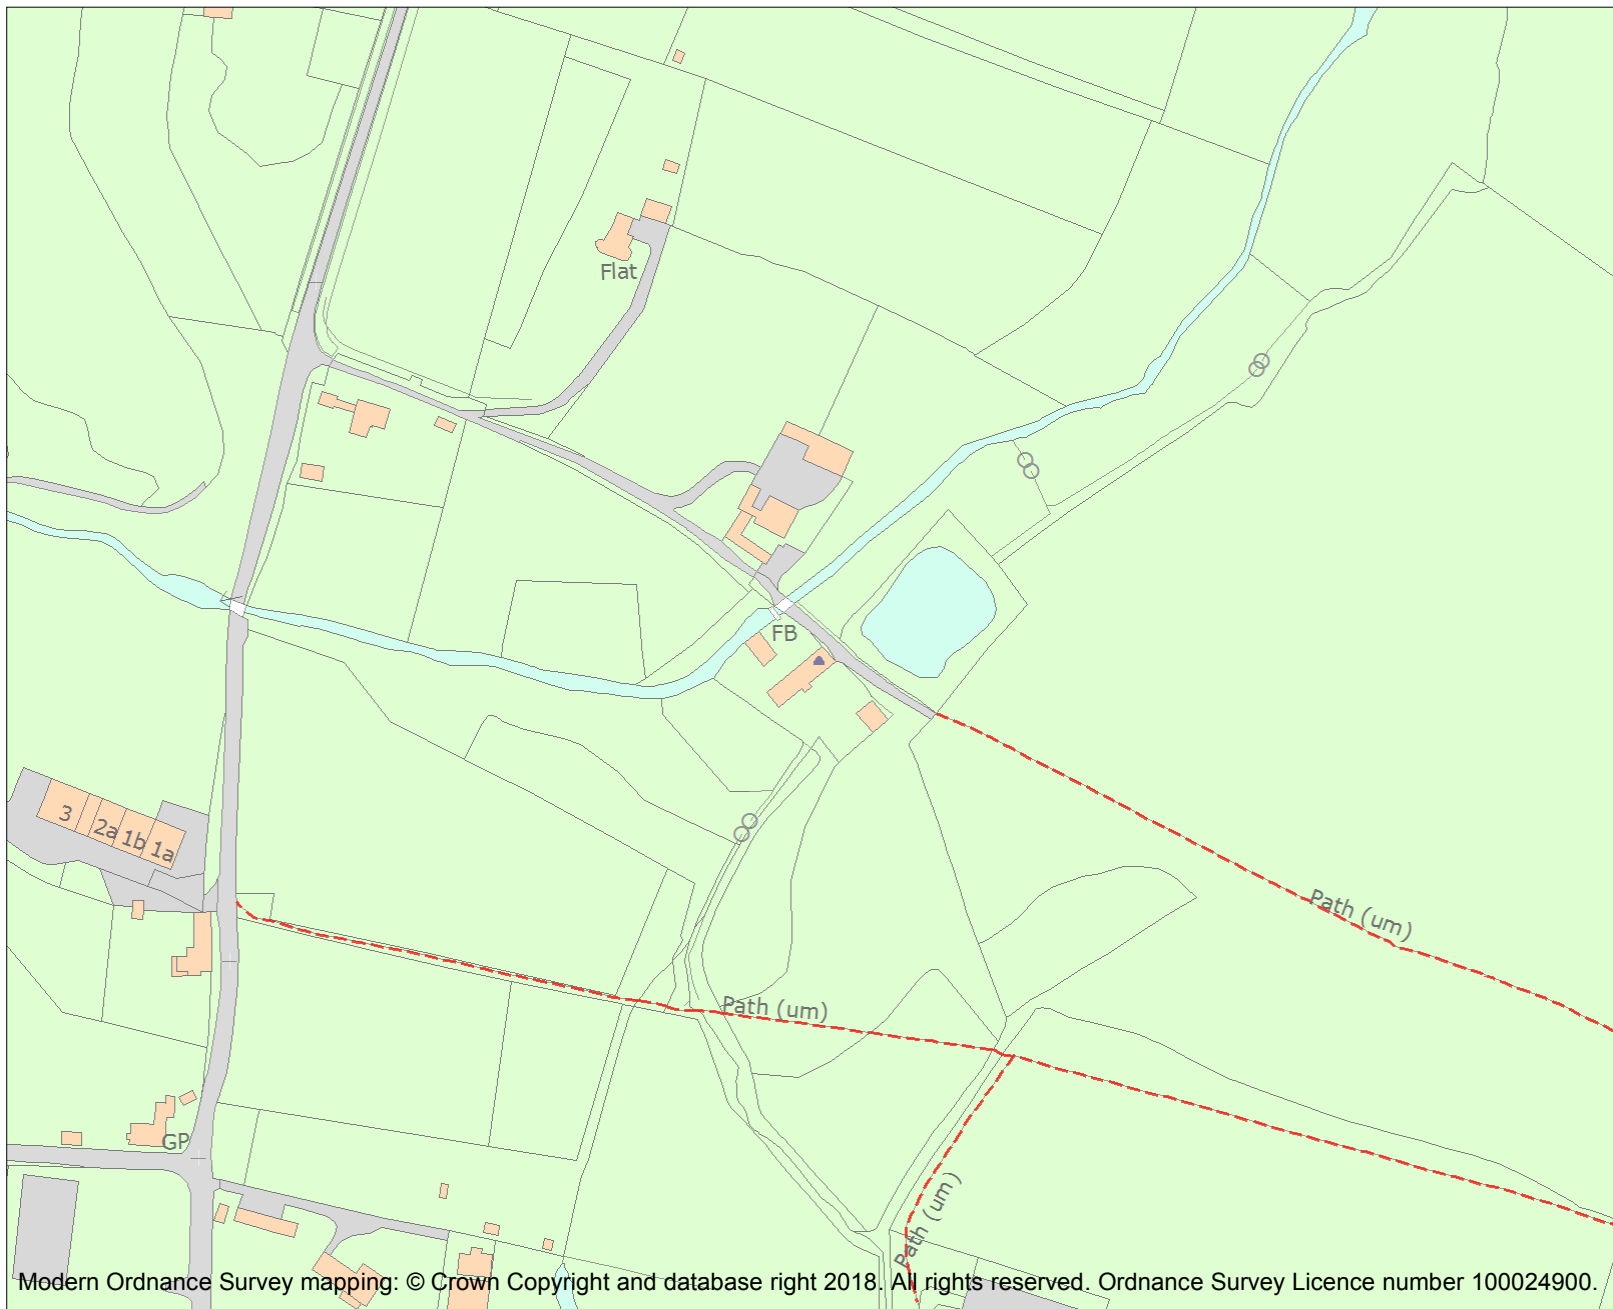 Flat
FB
3
2a
1b
1a
Path (um)
Path (um)
GP
Path (um)
Modern Ordnance Survey mapping: © Crown Copyright and database right 2018. All rights reserved. Ordnance Survey Licence number 100024900.